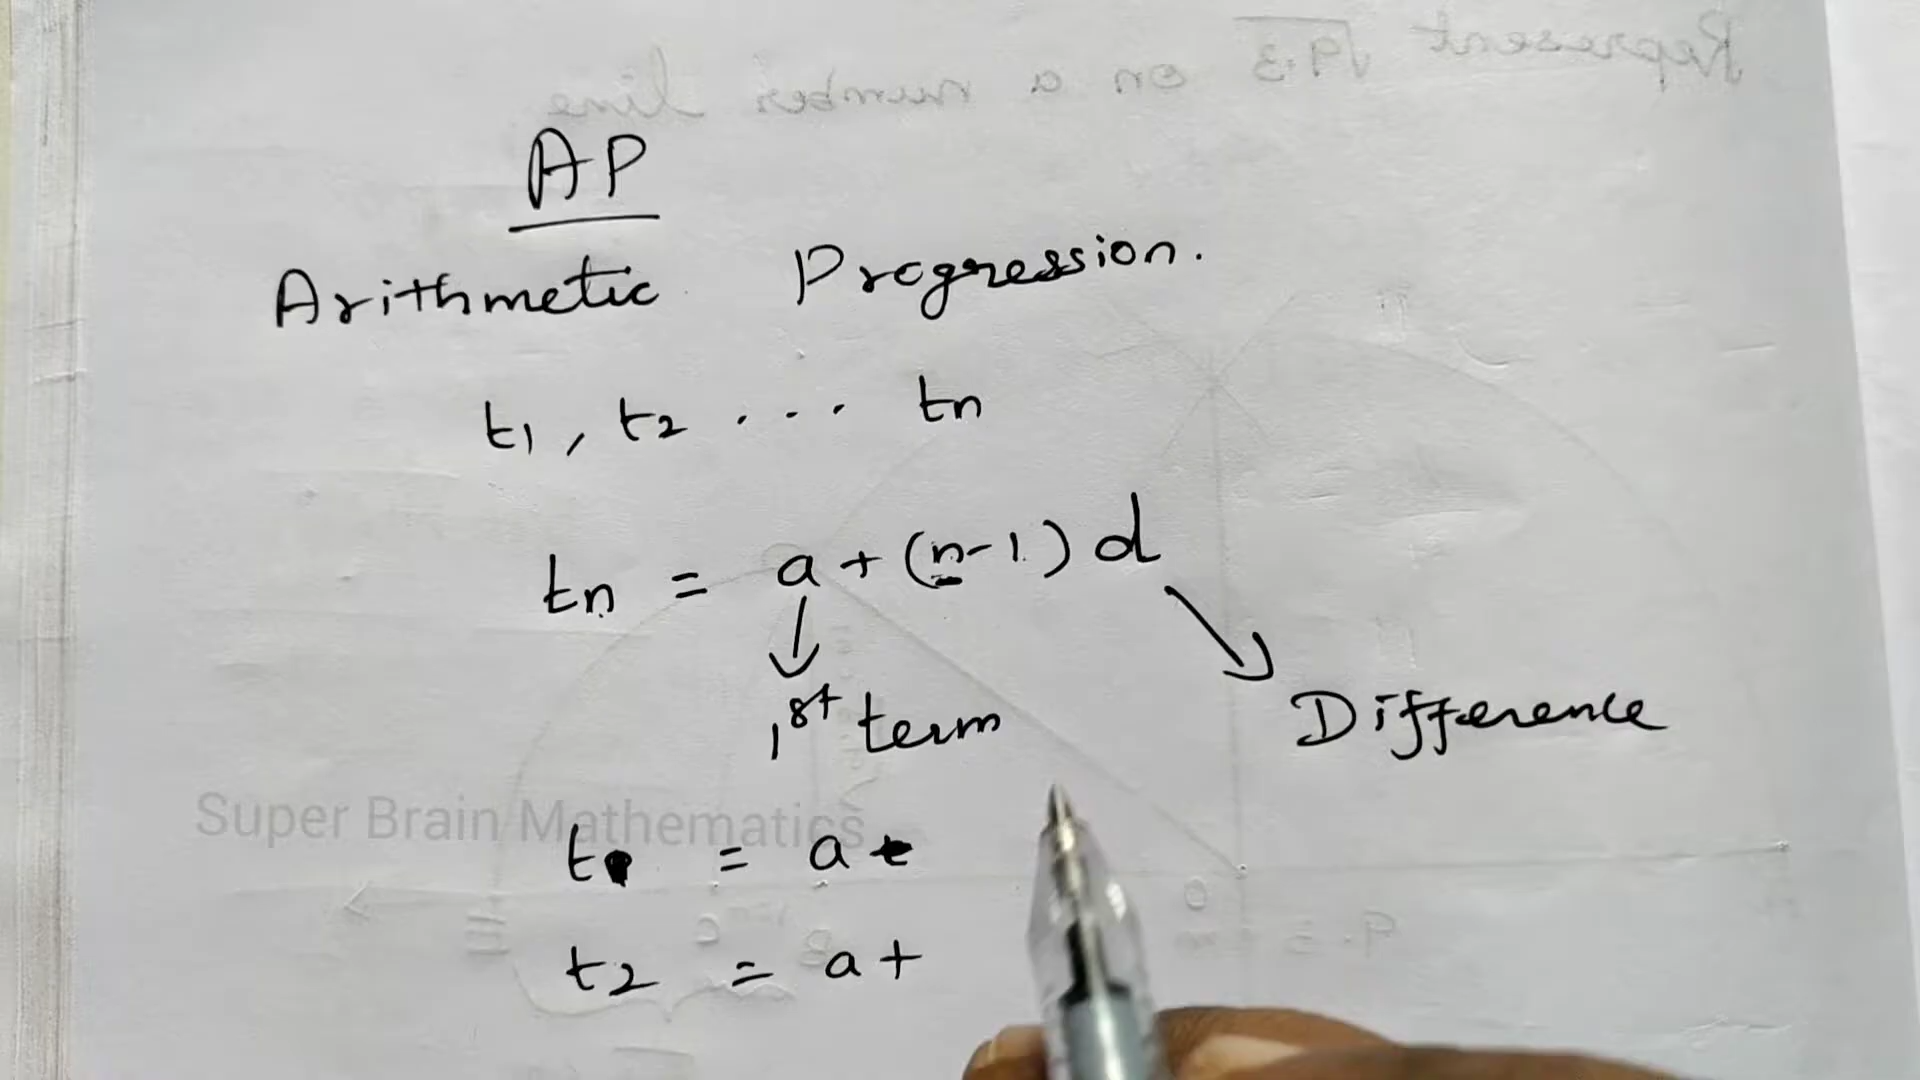 AP
Arithmetic Progression.
t1, t2 . . . . tn
tn = a + (n-1) d
1st term
Difference
Super Brain Mathematics
t = a
t2 = a +